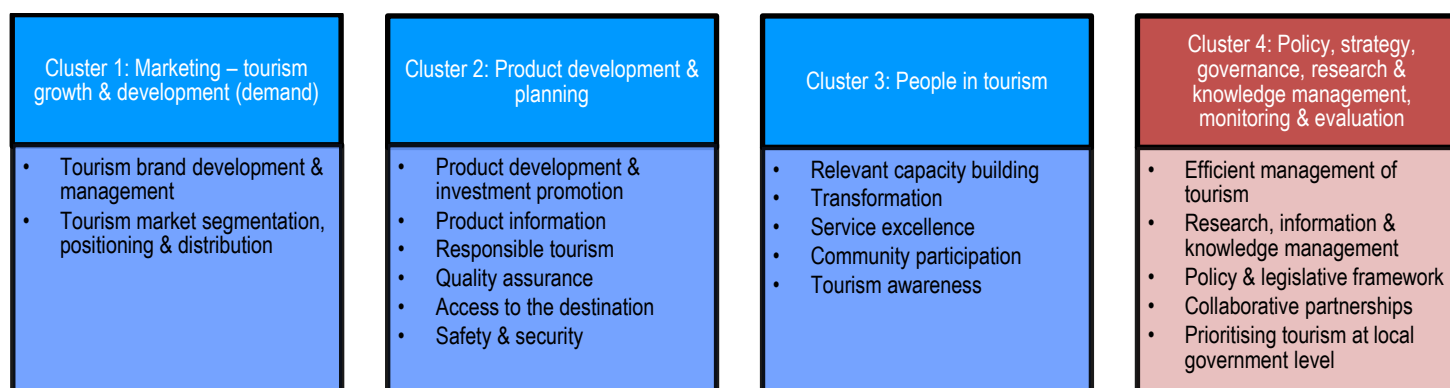 Cluster 1: Marketing – tourism
growth & development (demand)
• Tourism brand development &
management
• Tourism market segmentation,
positioning & distribution
Cluster 2: Product development &
planning
• Product development &
investment promotion
• Product information
• Responsible tourism
• Quality assurance
• Access to the destination
• Safety & security
Cluster 3: People in tourism
• Relevant capacity building
• Transformation
• Service excellence
• Community participation
• Tourism awareness
Cluster 4: Policy, strategy,
governance, research &
knowledge management,
monitoring & evaluation
• Efficient management of
tourism
• Research, information &
knowledge management
• Policy & legislative framework
• Collaborative partnerships
• Prioritising tourism at local
government level